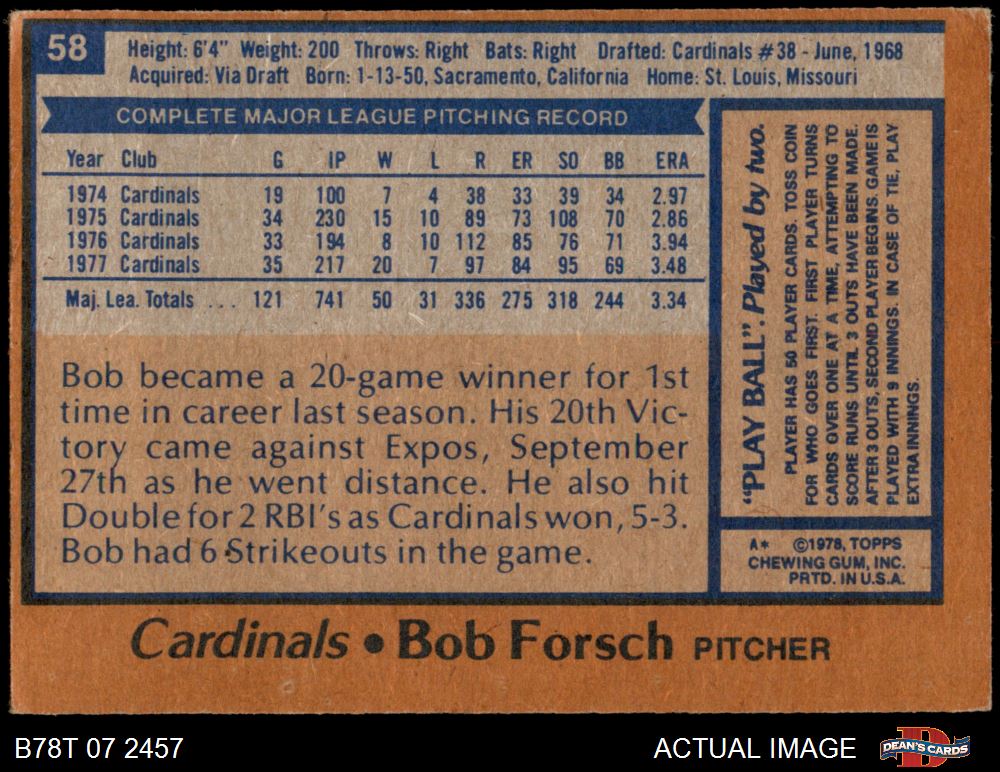 58
Height: 6'4" Weight: 200 Throws: Right Bats: Right Drafted: Cardinals #38 - June, 1968
Acquired: Via Draft Born: 1-13-50, Sacramento, California Home: St. Louis, Missouri
COMPLETE MAJOR LEAGUE PITCHING RECORD
Year Club G IP W L R ER SO BB ERA
1974 Cardinals 19 100 7 4 38 33 39 34 2.97
1975 Cardinals 34 230 15 10 89 73 108 70 2.86
1976 Cardinals 33 194 8 10 112 85 76 71 3.94
1977 Cardinals 35 217 20 7 97 84 95 69 3.48
Maj. Lea. Totals ... 121 741 50 31 336 275 318 244 3.34
Bob became a 20-game winner for 1st
time in career last season. His 20th Vic-
tory came against Expos, September
27th as he went distance. He also hit
Double for 2 RBI's as Cardinals won, 5-3.
Bob had 6 Strikeouts in the game.
"PLAY BALL". Played by two.
PLAYER HAS 50 PLAYER CARDS. TOSS COIN
FOR WHO GOES FIRST. FIRST PLAYER TURNS
CARDS OVER ONE AT A TIME, ATTEMPTING TO
SCORE RUNS UNTIL 3 OUTS HAVE BEEN MADE.
AFTER 3 OUTS, SECOND PLAYER BEGINS. GAME IS
PLAYED WITH 9 INNINGS. IN CASE OF TIE, PLAY
EXTRA INNINGS.
A* ©1978, TOPPS
CHEWING GUM, INC.
PRTD. IN U.S.A.
Cardinals • Bob Forsch PITCHER
B78T 07 2457
ACTUAL IMAGE
D
DEAN'S CARDS